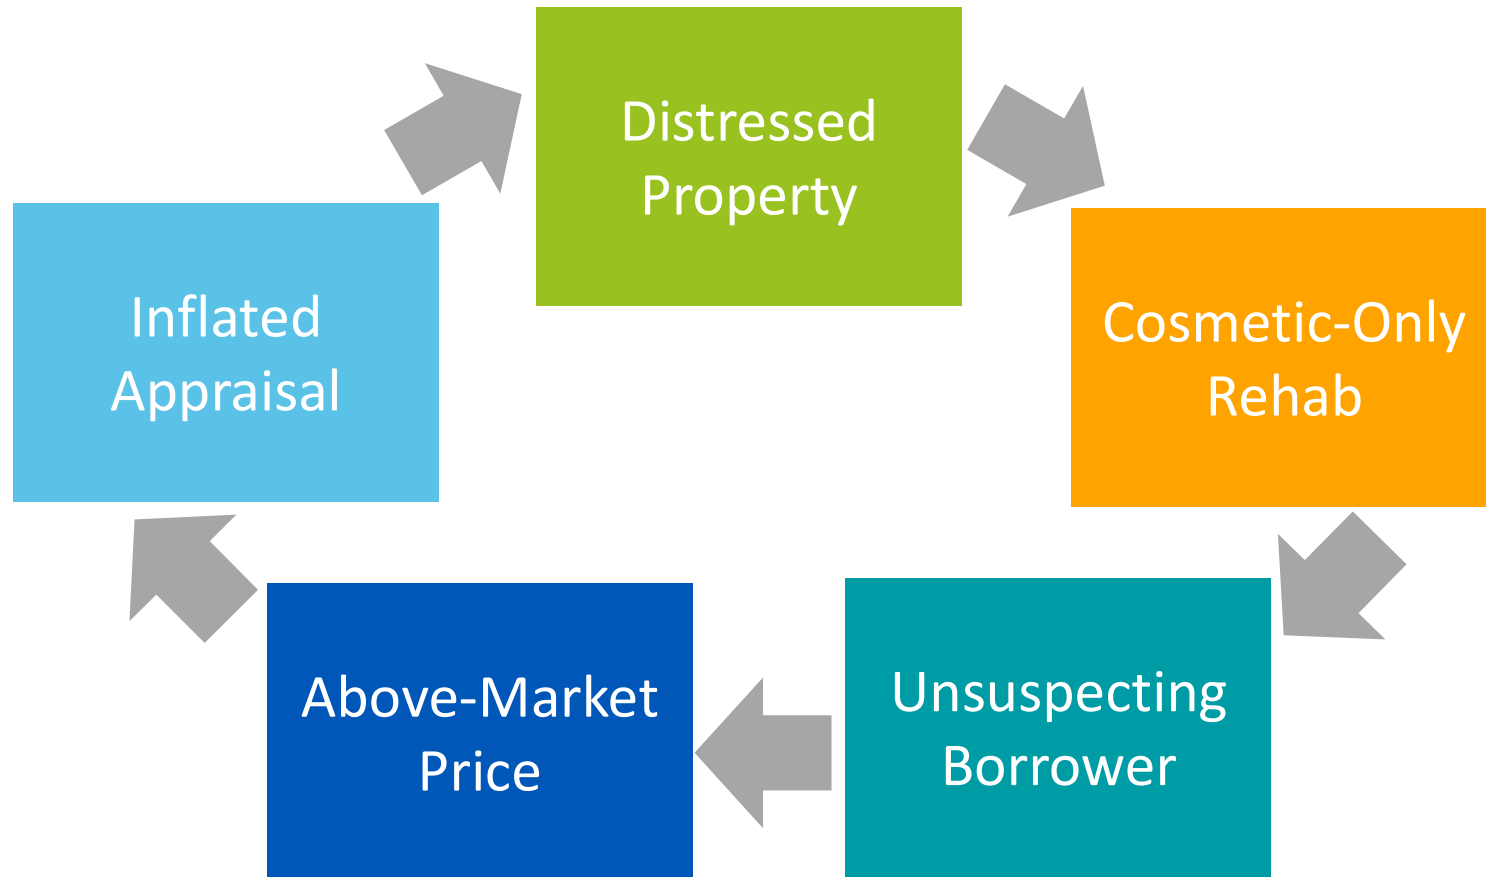 Distressed
Property
Cosmetic-Only
Rehab
Unsuspecting
Borrower
Above-Market
Price
Inflated
Appraisal